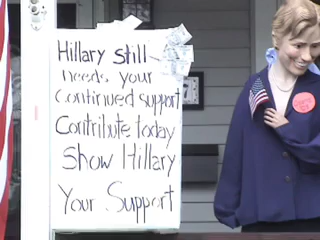 Hillary Still
needs your
Continued support
Contribute today
Show Hillary
Your Support